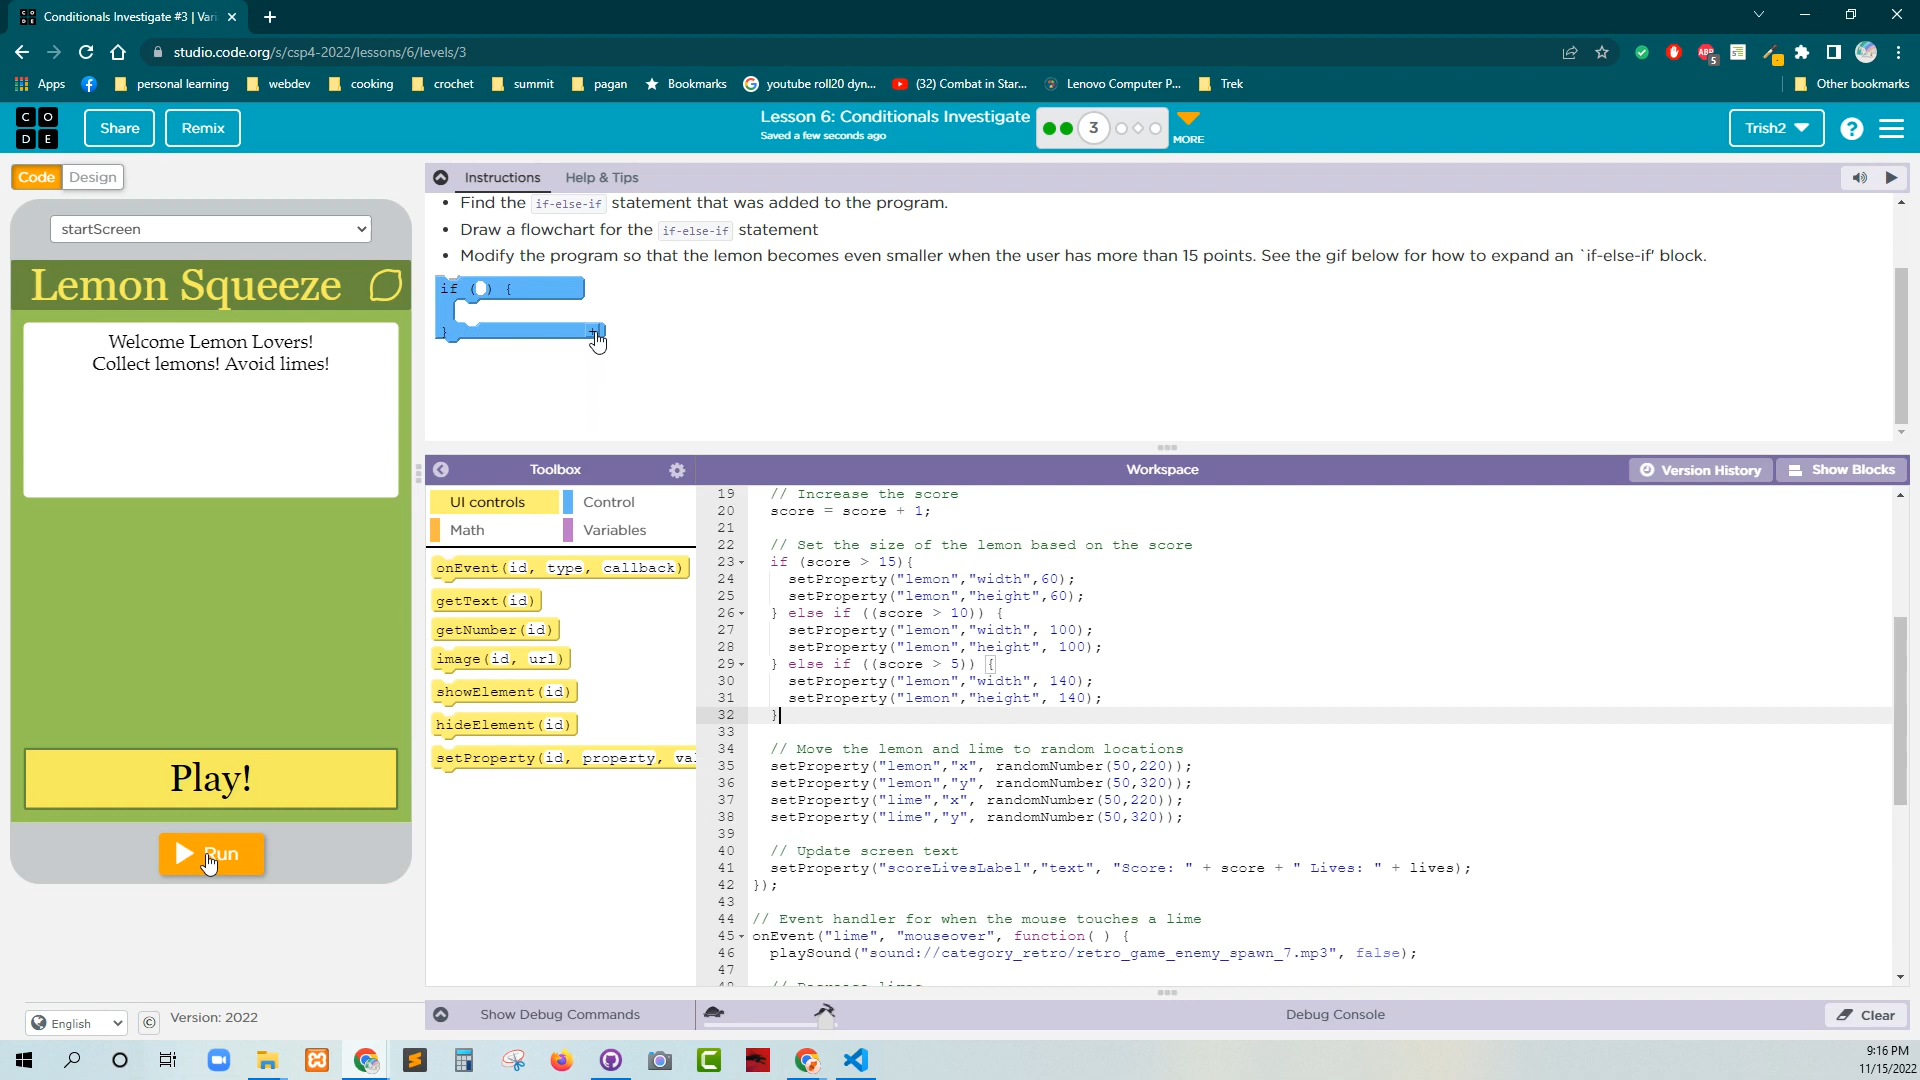 Conditionals Investigate #3 | Vari
studio.code.org/s/csp4-2022/lessons/6/levels/3
Apps personal learning webdev cooking crochet summit pagan Bookmarks youtube roll20 dyn... (32) Combat in Star... Lenovo Computer P... Trek Other bookmarks
C O D E Share Remix Lesson 6: Conditionals Investigate 3 MORE Trish2 ?
Saved a few seconds ago
Code Design
startScreen
Lemon Squeeze
Welcome Lemon Lovers!
Collect lemons! Avoid limes!
Play!
Run
English © Version: 2022
Instructions Help & Tips
• Find the if-else-if statement that was added to the program.
• Draw a flowchart for the if-else-if statement
• Modify the program so that the lemon becomes even smaller when the user has more than 15 points. See the gif below for how to expand an `if-else-if' block.
if ( ) {
} +
Toolbox
UI controls Control
Math Variables
onEvent(id, type, callback)
getText(id)
getNumber(id)
image(id, url)
showElement(id)
hideElement(id)
setProperty(id, property, val
Workspace Version History Show Blocks
19 // Increase the score
20 score = score + 1;
21
22 // Set the size of the lemon based on the score
23 if (score > 15){
24 setProperty("lemon","width",60);
25 setProperty("lemon","height",60);
26 } else if ((score > 10)) {
27 setProperty("lemon","width", 100);
28 setProperty("lemon","height", 100);
29 } else if ((score > 5)) {
30 setProperty("lemon","width", 140);
31 setProperty("lemon","height", 140);
32 }
33
34 // Move the lemon and lime to random locations
35 setProperty("lemon","x", randomNumber(50,220));
36 setProperty("lemon","y", randomNumber(50,320));
37 setProperty("lime","x", randomNumber(50,220));
38 setProperty("lime","y", randomNumber(50,320));
39
40 // Update screen text
41 setProperty("scoreLivesLabel","text", "Score: " + score + " Lives: " + lives);
42 });
43
44 // Event handler for when the mouse touches a lime
45 onEvent("lime", "mouseover", function( ) {
46 playSound("sound://category_retro/retro_game_enemy_spawn_7.mp3", false);
47
Show Debug Commands Debug Console Clear
9:16 PM
11/15/2022